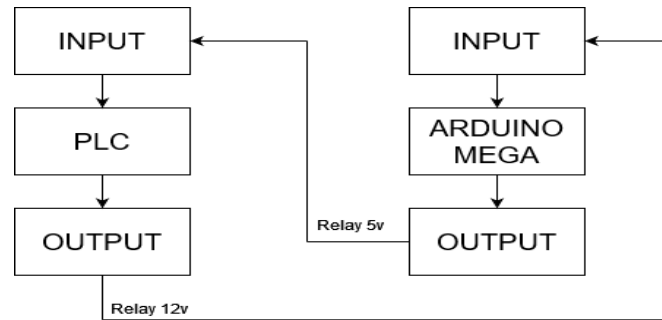 INPUT
PLC
OUTPUT
Relay 12v
INPUT
ARDUINO
MEGA
OUTPUT
Relay 5v